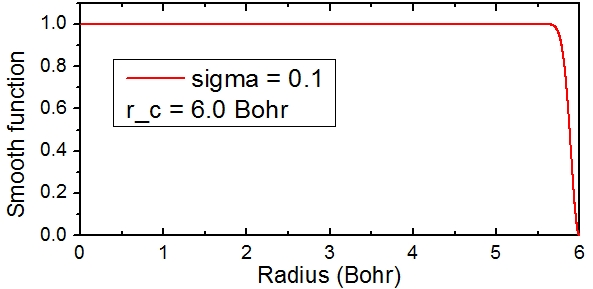 1.0
0.8
0.6
0.4
0.2
0.0
Smooth function
sigma = 0.1
r_c = 6.0 Bohr
0 1 2 3 4 5 6
Radius (Bohr)